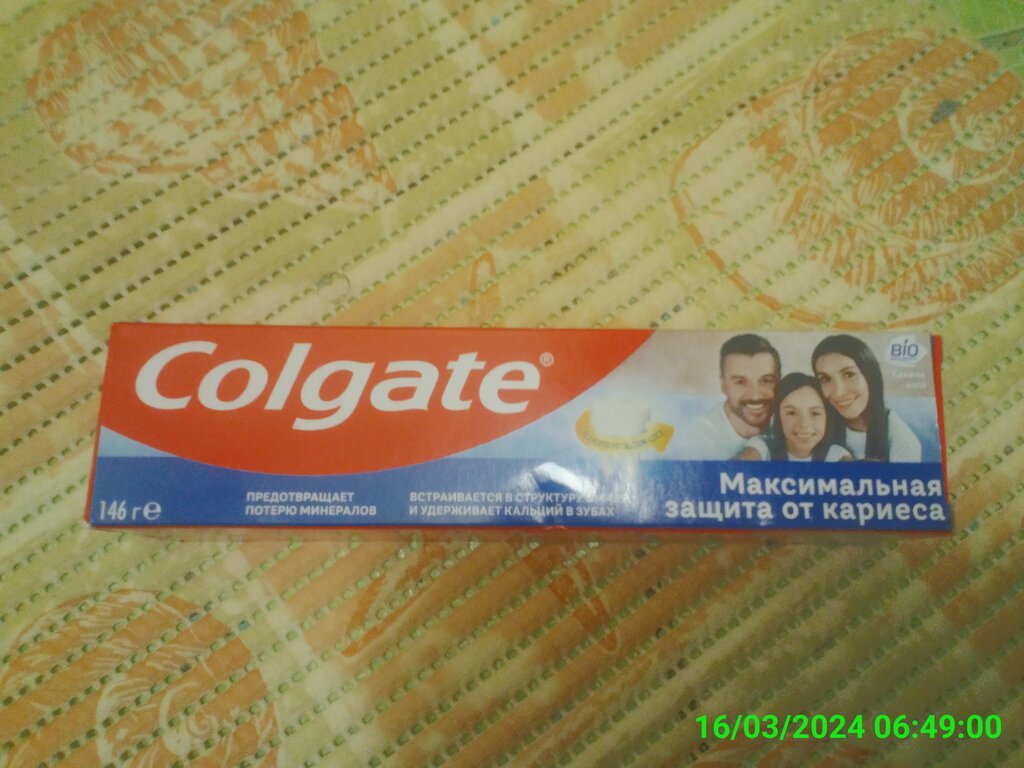 Colgate®
BIO
146 г℮
ПРЕДОТВРАЩАЕТ
ПОТЕРЮ МИНЕРАЛОВ
ВСТРАИВАЕТСЯ В СТРУКТУРУ
И УДЕРЖИВАЕТ КАЛЬЦИЙ В ЗУБАХ
Максимальная
защита от кариеса
16/03/2024 06:49:00